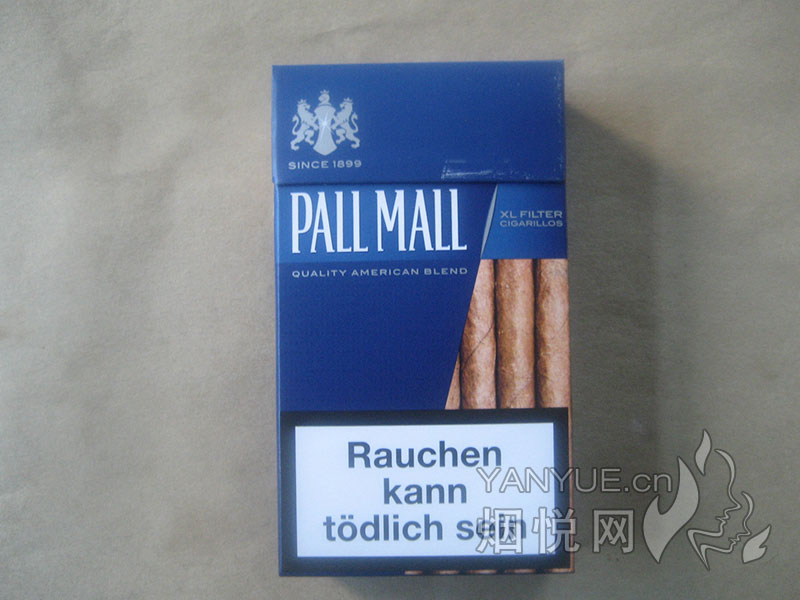 SINCE 1899
PALL MALL
XL FILTER
CIGARILLOS
QUALITY AMERICAN BLEND
Rauchen
kann
tödlich sein
YANYUE.cn
烟悦网